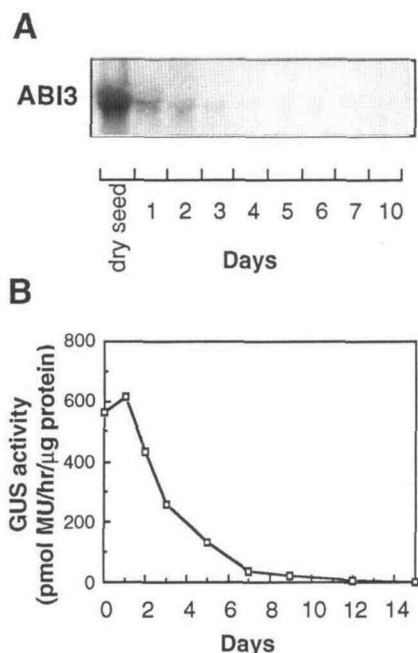 A
ABI3
dry seed 1 2 3 4 5 6 7 10
Days
B
800
600
400
200
0
GUS activity
(pmol MU/hr/μg protein)
0 2 4 6 8 10 12 14
Days